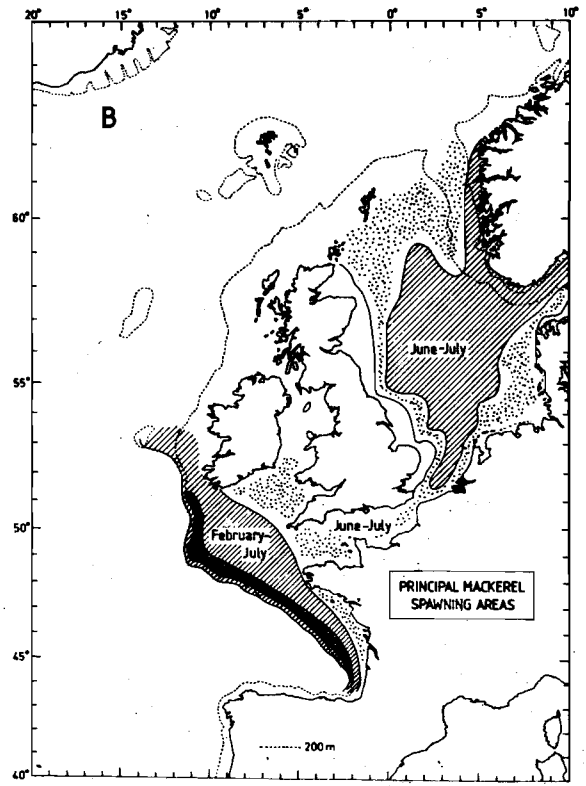 20° 15° 10° 5° 0° 5° 10°
B
60°
June-July
55°
June-July
50°
February-
July
PRINCIPAL MACKEREL
SPAWNING AREAS
45°
200 m
40°